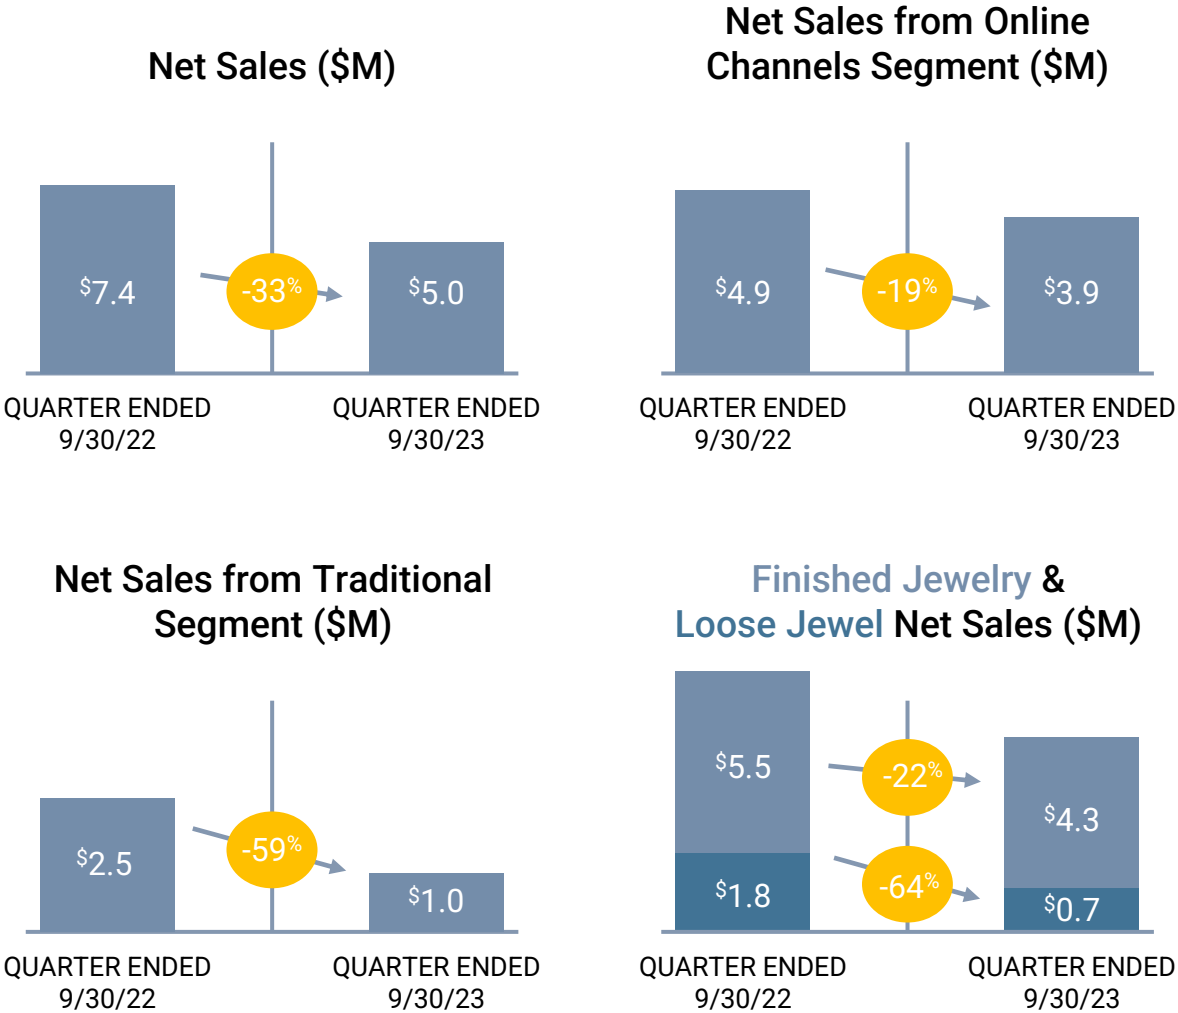 Net Sales ($M)
$7.4
-33%
$5.0
QUARTER ENDED
9/30/22
QUARTER ENDED
9/30/23
Net Sales from Online
Channels Segment ($M)
$4.9
-19%
$3.9
QUARTER ENDED
9/30/22
QUARTER ENDED
9/30/23
Net Sales from Traditional
Segment ($M)
$2.5
-59%
$1.0
QUARTER ENDED
9/30/22
QUARTER ENDED
9/30/23
Finished Jewelry &
Loose Jewel Net Sales ($M)
$5.5
-22%
$4.3
$1.8
-64%
$0.7
QUARTER ENDED
9/30/22
QUARTER ENDED
9/30/23